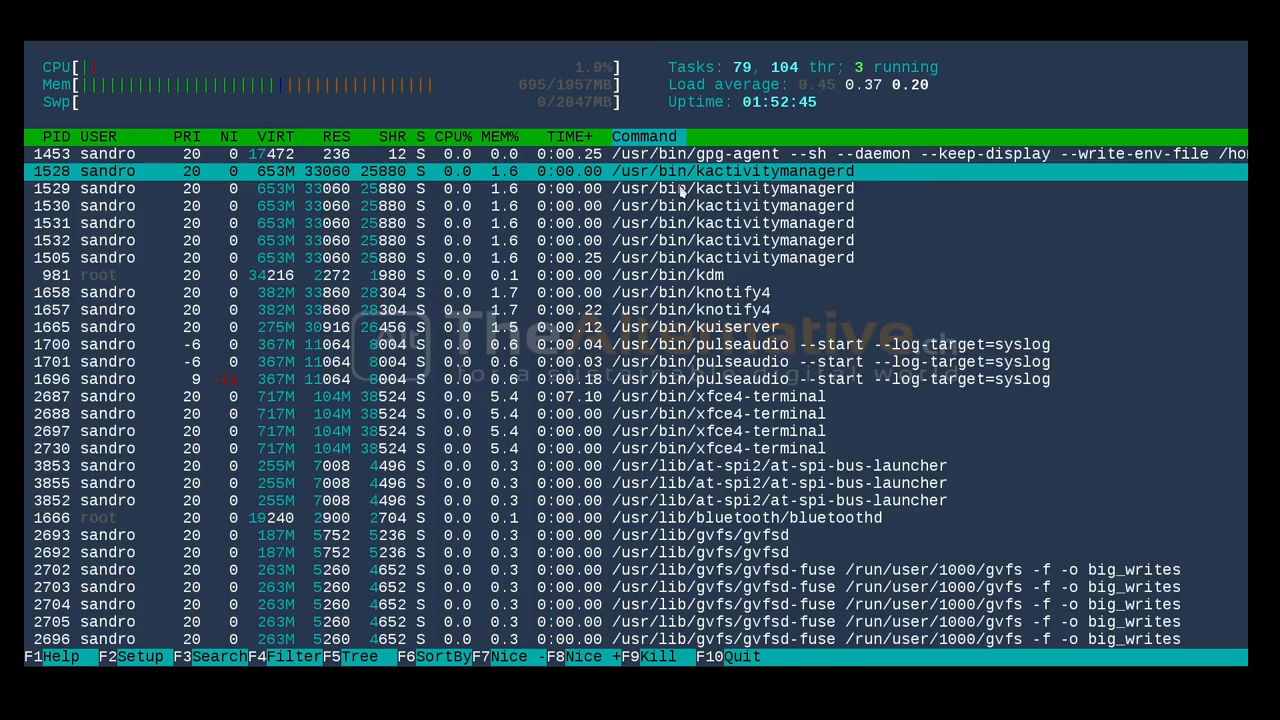 CPU[|| 1.9%] Tasks: 79, 104 thr; 3 running
Mem[||||||||||||||||||||||||||||||||||||||| 695/1957MB] Load average: 0.45 0.37 0.20
Swp[ 0/2047MB] Uptime: 01:52:45
PID USER PRI NI VIRT RES SHR S CPU% MEM% TIME+ Command
1453 sandro 20 0 17472 236 12 S 0.0 0.0 0:00.25 /usr/bin/gpg-agent --sh --daemon --keep-display --write-env-file /ho
1528 sandro 20 0 653M 33060 25880 S 0.0 1.6 0:00.00 /usr/bin/kactivitymanagerd
1529 sandro 20 0 653M 33060 25880 S 0.0 1.6 0:00.00 /usr/bin/kactivitymanagerd
1530 sandro 20 0 653M 33060 25880 S 0.0 1.6 0:00.00 /usr/bin/kactivitymanagerd
1531 sandro 20 0 653M 33060 25880 S 0.0 1.6 0:00.00 /usr/bin/kactivitymanagerd
1532 sandro 20 0 653M 33060 25880 S 0.0 1.6 0:00.00 /usr/bin/kactivitymanagerd
1505 sandro 20 0 653M 33060 25880 S 0.0 1.6 0:00.25 /usr/bin/kactivitymanagerd
981 root 20 0 34216 2272 1980 S 0.0 0.1 0:00.00 /usr/bin/kdm
1658 sandro 20 0 382M 33860 28304 S 0.0 1.7 0:00.00 /usr/bin/knotify4
1657 sandro 20 0 382M 33860 28304 S 0.0 1.7 0:00.22 /usr/bin/knotify4
1665 sandro 20 0 275M 30916 26456 S 0.0 1.5 0:00.12 /usr/bin/kuiserver
1700 sandro -6 0 367M 11064 8004 S 0.0 0.6 0:00.04 /usr/bin/pulseaudio --start --log-target=syslog
1701 sandro -6 0 367M 11064 8004 S 0.0 0.6 0:00.03 /usr/bin/pulseaudio --start --log-target=syslog
1696 sandro 9 -11 367M 11064 8004 S 0.0 0.6 0:00.18 /usr/bin/pulseaudio --start --log-target=syslog
2687 sandro 20 0 717M 104M 38524 S 0.0 5.4 0:07.10 /usr/bin/xfce4-terminal
2688 sandro 20 0 717M 104M 38524 S 0.0 5.4 0:00.00 /usr/bin/xfce4-terminal
2697 sandro 20 0 717M 104M 38524 S 0.0 5.4 0:00.00 /usr/bin/xfce4-terminal
2730 sandro 20 0 717M 104M 38524 S 0.0 5.4 0:00.00 /usr/bin/xfce4-terminal
3853 sandro 20 0 255M 7008 4496 S 0.0 0.3 0:00.00 /usr/lib/at-spi2/at-spi-bus-launcher
3855 sandro 20 0 255M 7008 4496 S 0.0 0.3 0:00.00 /usr/lib/at-spi2/at-spi-bus-launcher
3852 sandro 20 0 255M 7008 4496 S 0.0 0.3 0:00.00 /usr/lib/at-spi2/at-spi-bus-launcher
1666 root 20 0 19240 2900 2704 S 0.0 0.1 0:00.00 /usr/lib/bluetooth/bluetoothd
2693 sandro 20 0 187M 5752 5236 S 0.0 0.3 0:00.00 /usr/lib/gvfs/gvfsd
2692 sandro 20 0 187M 5752 5236 S 0.0 0.3 0:00.00 /usr/lib/gvfs/gvfsd
2702 sandro 20 0 263M 5260 4652 S 0.0 0.3 0:00.00 /usr/lib/gvfs/gvfsd-fuse /run/user/1000/gvfs -f -o big_writes
2703 sandro 20 0 263M 5260 4652 S 0.0 0.3 0:00.00 /usr/lib/gvfs/gvfsd-fuse /run/user/1000/gvfs -f -o big_writes
2704 sandro 20 0 263M 5260 4652 S 0.0 0.3 0:00.00 /usr/lib/gvfs/gvfsd-fuse /run/user/1000/gvfs -f -o big_writes
2705 sandro 20 0 263M 5260 4652 S 0.0 0.3 0:00.00 /usr/lib/gvfs/gvfsd-fuse /run/user/1000/gvfs -f -o big_writes
2696 sandro 20 0 263M 5260 4652 S 0.0 0.3 0:00.00 /usr/lib/gvfs/gvfsd-fuse /run/user/1000/gvfs -f -o big_writes
F1Help F2Setup F3SearchF4FilterF5Tree F6SortByF7Nice -F8Nice +F9Kill F10Quit
TheAlternative.ch
for a sustainable digital world